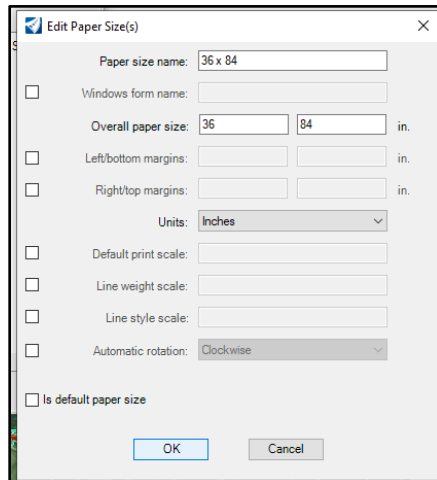 Edit Paper Size(s)
Paper size name: 36 x 84
Windows form name:
Overall paper size: 36 84 in.
Left/bottom margins: in.
Right/top margins: in.
Units: Inches
Default print scale:
Line weight scale:
Line style scale:
Automatic rotation: Clockwise
Is default paper size
OK Cancel